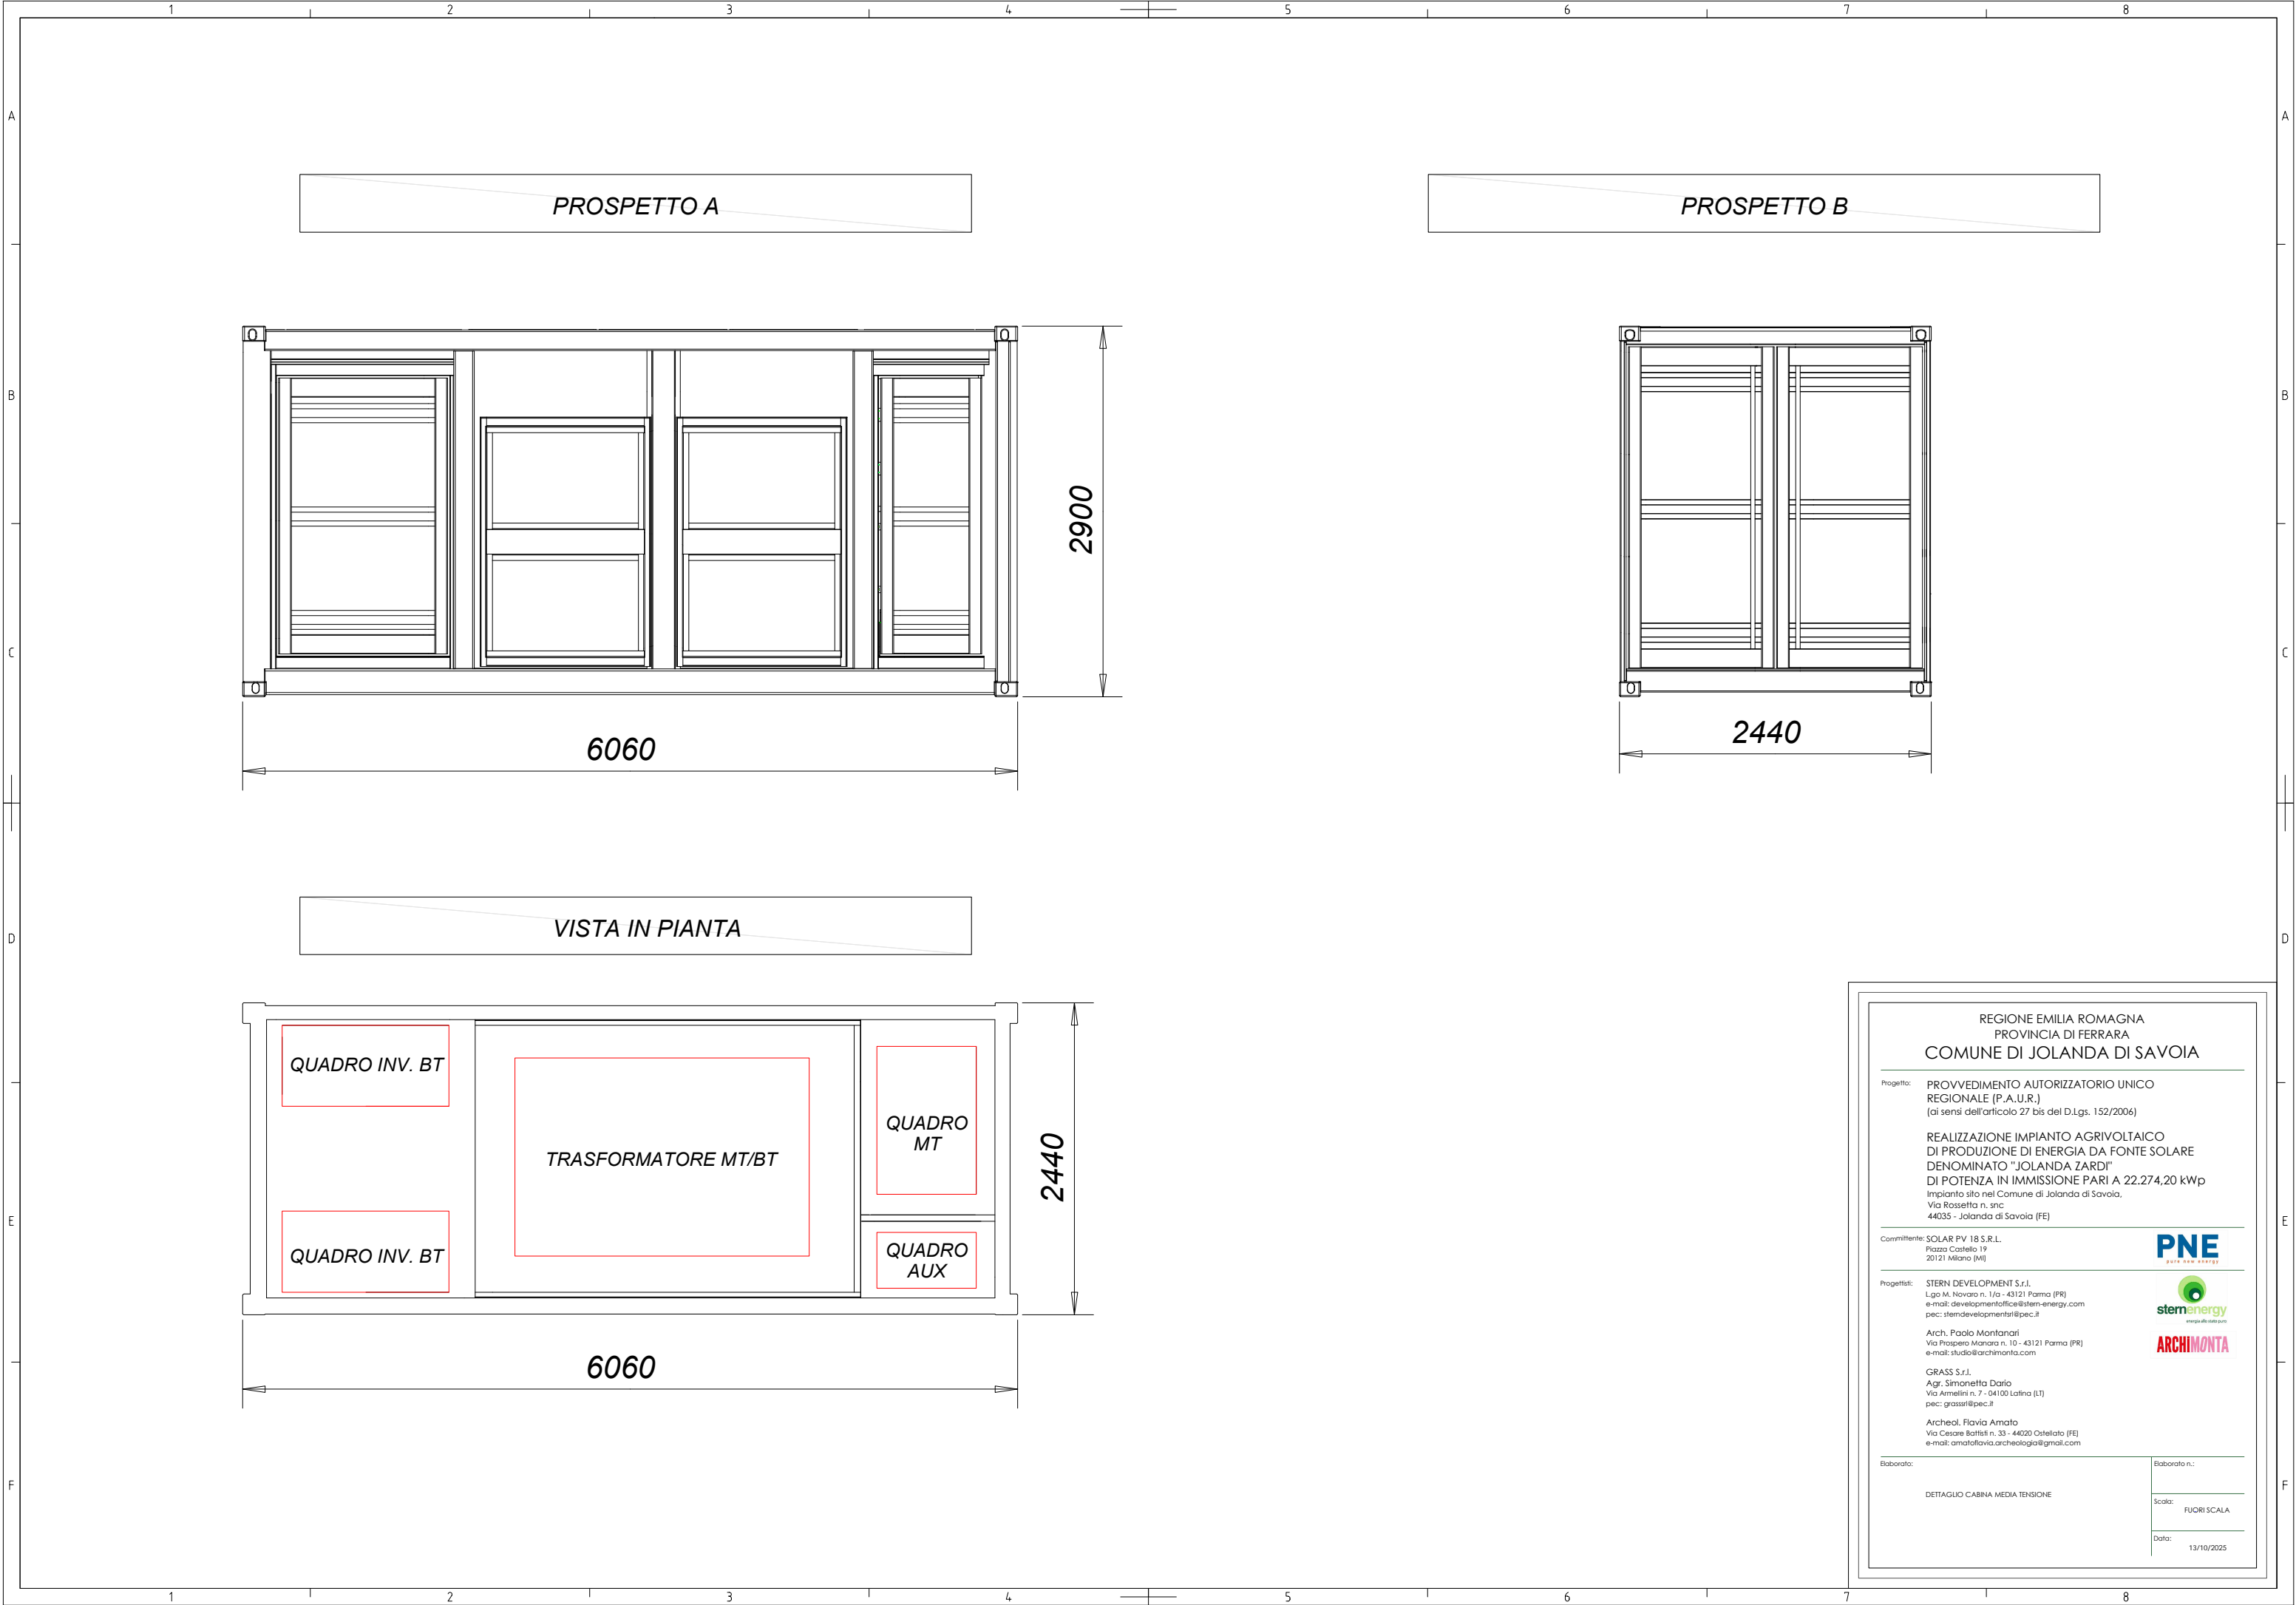 1 2 3 4 5 6 7 8
A A
B B
C C
D D
E E
F F
PROSPETTO A
PROSPETTO B
2900
6060
2440
VISTA IN PIANTA
QUADRO INV. BT
QUADRO INV. BT
TRASFORMATORE MT/BT
QUADRO
MT
QUADRO
AUX
2440
6060
REGIONE EMILIA ROMAGNA
PROVINCIA DI FERRARA
COMUNE DI JOLANDA DI SAVOIA
Progetto: PROVVEDIMENTO AUTORIZZATORIO UNICO
REGIONALE (P.A.U.R.)
(ai sensi dell'articolo 27 bis del D.Lgs. 152/2006)
REALIZZAZIONE IMPIANTO AGRIVOLTAICO
DI PRODUZIONE DI ENERGIA DA FONTE SOLARE
DENOMINATO "JOLANDA ZARDI"
DI POTENZA IN IMMISSIONE PARI A 22.274,20 kWp
Impianto sito nel Comune di Jolanda di Savoia,
Via Rossetta n. snc
44035 - Jolanda di Savoia (FE)
Committente: SOLAR PV 18 S.R.L.
Piazza Castello 19
20121 Milano (MI)
PNE
pure new energy
Progettisti: STERN DEVELOPMENT S.r.l.
L.go M. Novaro n. 1/a - 43121 Parma (PR)
e-mail: developmentoffice@stern-energy.com
pec: sterndevelopmentsrl@pec.it
sternenergy
energia allo stato puro
Arch. Paolo Montanari
Via Prospero Manara n. 10 - 43121 Parma (PR)
e-mail: studio@archimonta.com
ARCHIMONTA
GRASS S.r.l.
Agr. Simonetta Dario
Via Armellini n. 7 - 04100 Latina (LT)
pec: grasssrl@pec.it
Archeol. Flavia Amato
Via Cesare Battisti n. 33 - 44020 Ostellato (FE)
e-mail: amatoflavia.archeologia@gmail.com
Elaborato:
DETTAGLIO CABINA MEDIA TENSIONE
Elaborato n.:
Scala:
FUORI SCALA
Data:
13/10/2025
1 2 3 4 5 6 7 8